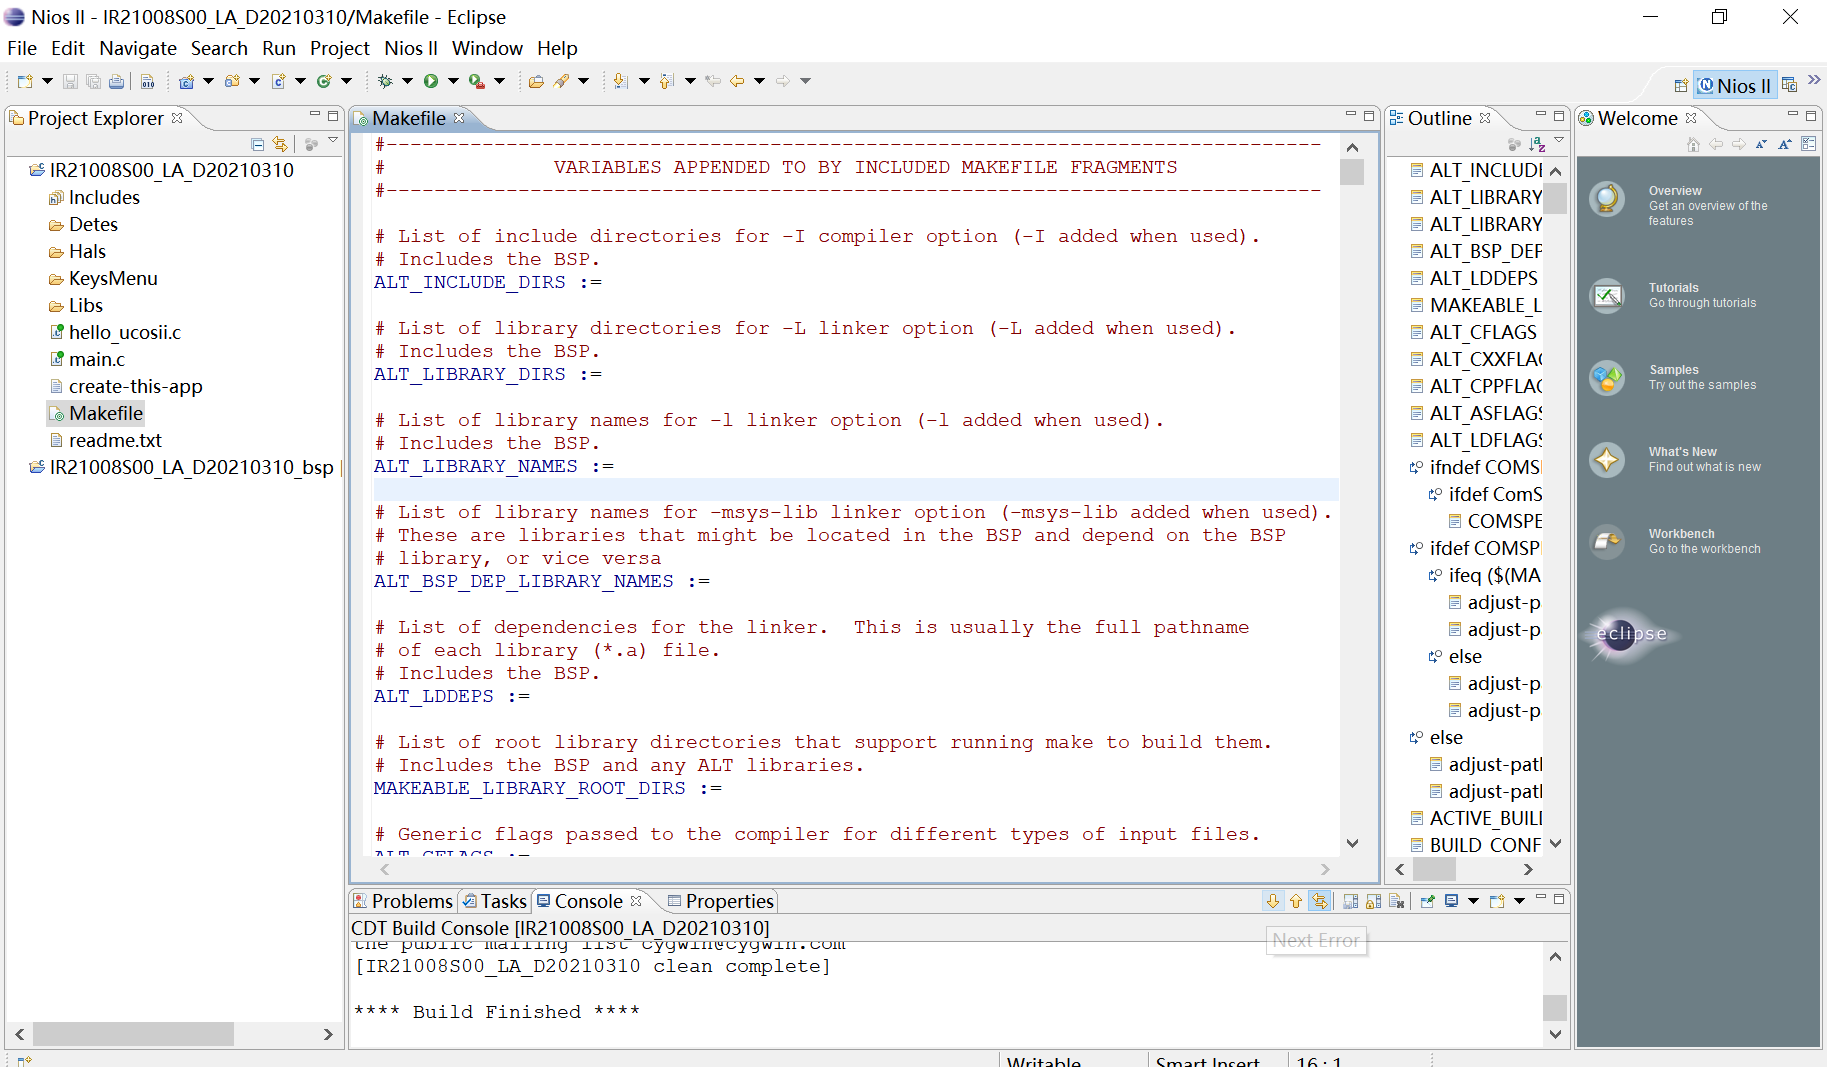 Nios II - IR21008S00_LA_D20210310/Makefile - Eclipse
File Edit Navigate Search Run Project Nios II Window Help
Nios II
Project Explorer
IR21008S00_LA_D20210310
Includes
Detes
Hals
KeysMenu
Libs
hello_ucosii.c
main.c
create-this-app
Makefile
readme.txt
IR21008S00_LA_D20210310_bsp
Makefile
#------------------------------------------------------------------------------
# VARIABLES APPENDED TO BY INCLUDED MAKEFILE FRAGMENTS
#------------------------------------------------------------------------------
# List of include directories for -I compiler option (-I added when used).
# Includes the BSP.
ALT_INCLUDE_DIRS :=
# List of library directories for -L linker option (-L added when used).
# Includes the BSP.
ALT_LIBRARY_DIRS :=
# List of library names for -l linker option (-l added when used).
# Includes the BSP.
ALT_LIBRARY_NAMES :=
# List of library names for -msys-lib linker option (-msys-lib added when used).
# These are libraries that might be located in the BSP and depend on the BSP
# library, or vice versa
ALT_BSP_DEP_LIBRARY_NAMES :=
# List of dependencies for the linker.  This is usually the full pathname
# of each library (*.a) file.
# Includes the BSP.
ALT_LDDEPS :=
# List of root library directories that support running make to build them.
# Includes the BSP and any ALT libraries.
MAKEABLE_LIBRARY_ROOT_DIRS :=
# Generic flags passed to the compiler for different types of input files.
ALT_CFLAGS :=
Outline
ALT_INCLUDE
ALT_LIBRARY
ALT_LIBRARY
ALT_BSP_DEP
ALT_LDDEPS
MAKEABLE_L
ALT_CFLAGS
ALT_CXXFLAG
ALT_CPPFLAG
ALT_ASFLAGS
ALT_LDFLAGS
ifndef COMS
ifdef ComS
COMSPE
ifdef COMSP
ifeq ($(MA
adjust-p
adjust-p
else
adjust-p
adjust-p
else
adjust-pat
adjust-pat
ACTIVE_BUIL
BUILD_CONF
Welcome
Overview
Get an overview of the
features
Tutorials
Go through tutorials
Samples
Try out the samples
What's New
Find out what is new
Workbench
Go to the workbench
eclipse
Problems Tasks Console Properties
CDT Build Console [IR21008S00_LA_D20210310]
the public mailing list cygwin@cygwin.com
[IR21008S00_LA_D20210310 clean complete]
**** Build Finished ****
Next Error
Writable Smart Insert 16 : 1